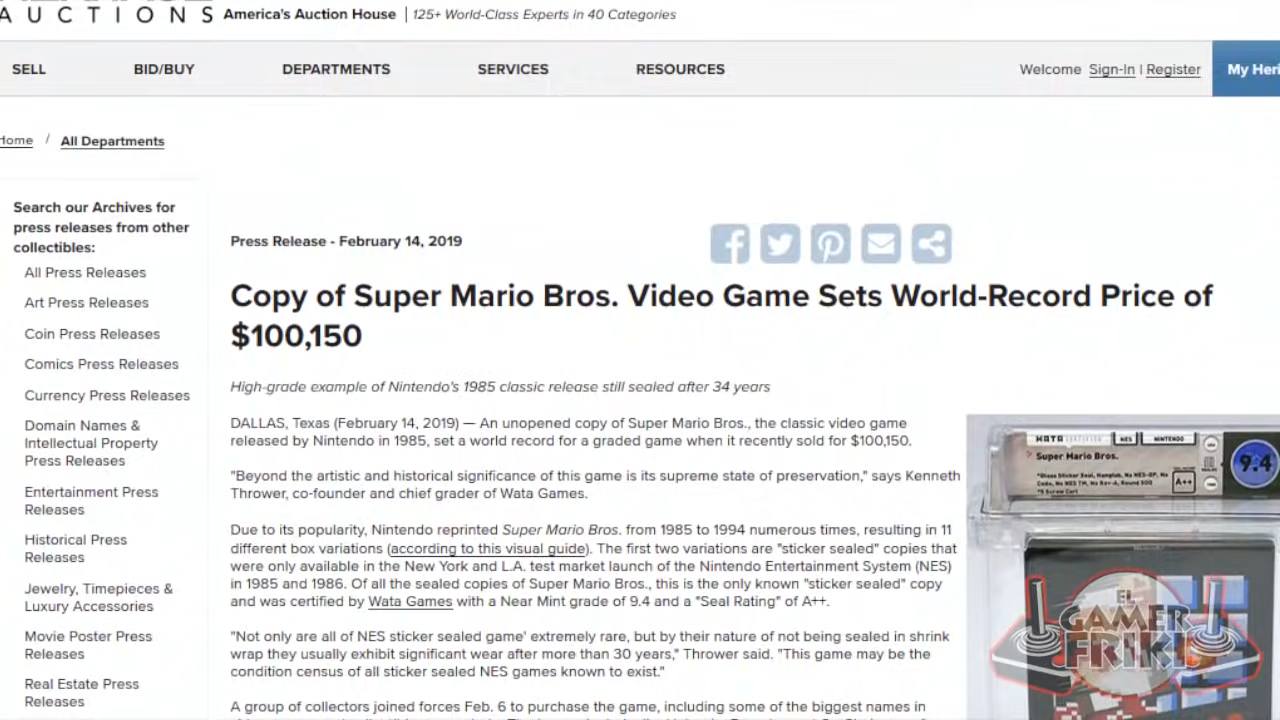 AUCTIONS America's Auction House | 125+ World-Class Experts in 40 Categories
SELL BID/BUY DEPARTMENTS SERVICES RESOURCES Welcome Sign-In | Register My Heri
Home / All Departments
Search our Archives for
press releases from other
collectibles:
All Press Releases
Art Press Releases
Coin Press Releases
Comics Press Releases
Currency Press Releases
Domain Names &
Intellectual Property
Press Releases
Entertainment Press
Releases
Historical Press
Releases
Jewelry, Timepieces &
Luxury Accessories
Movie Poster Press
Releases
Real Estate Press
Releases
Press Release - February 14, 2019
Copy of Super Mario Bros. Video Game Sets World-Record Price of
$100,150
High-grade example of Nintendo's 1985 classic release still sealed after 34 years
DALLAS, Texas (February 14, 2019) — An unopened copy of Super Mario Bros., the classic video game
released by Nintendo in 1985, set a world record for a graded game when it recently sold for $100,150.
"Beyond the artistic and historical significance of this game is its supreme state of preservation," says Kenneth
Thrower, co-founder and chief grader of Wata Games.
Due to its popularity, Nintendo reprinted Super Mario Bros. from 1985 to 1994 numerous times, resulting in 11
different box variations (according to this visual guide). The first two variations are "sticker sealed" copies that
were only available in the New York and L.A. test market launch of the Nintendo Entertainment System (NES)
in 1985 and 1986. Of all the sealed copies of Super Mario Bros., this is the only known "sticker sealed" copy
and was certified by Wata Games with a Near Mint grade of 9.4 and a "Seal Rating" of A++.
"Not only are all of NES sticker sealed game' extremely rare, but by their nature of not being sealed in shrink
wrap they usually exhibit significant wear after more than 30 years," Thrower said. "This game may be the
condition census of all sticker sealed NES games known to exist."
A group of collectors joined forces Feb. 6 to purchase the game, including some of the biggest names in
WATA CERTIFIED NES NINTENDO
Super Mario Bros.
9.4
A++
EL
GAMER
FRIKI